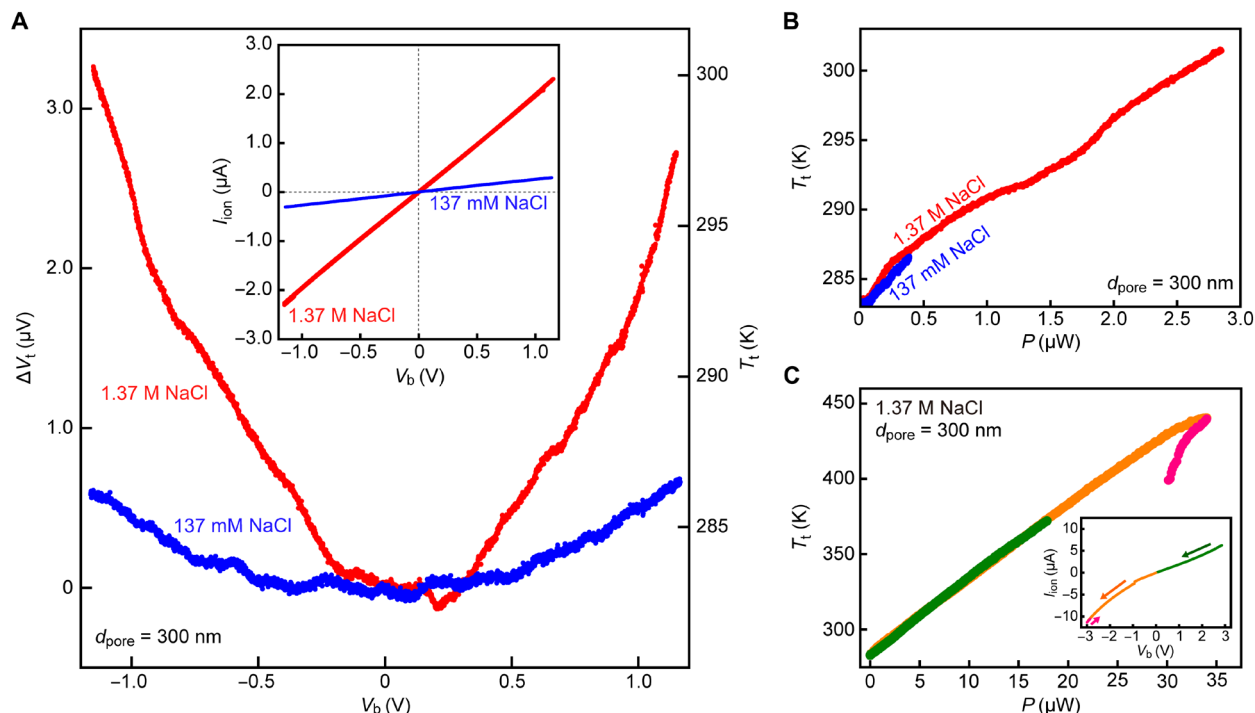 A
3.0
2.0
1.0
0
ΔVt (μV)
300
295
290
285
Tt (K)
−1.0
−0.5
0
0.5
1.0
Vb (V)
1.37 M NaCl
137 mM NaCl
dpore = 300 nm
3.0
2.0
1.0
0
−1.0
−2.0
−3.0
Iion (μA)
137 mM NaCl
1.37 M NaCl
−1.0
−0.5
0
0.5
1.0
Vb (V)
B
300
295
290
285
Tt (K)
1.37 M NaCl
137 mM NaCl
dpore = 300 nm
0
0.5
1.0
1.5
2.0
2.5
3.0
P (μW)
C
1.37 M NaCl
dpore = 300 nm
450
400
350
300
Tt (K)
0
5
10
15
20
25
30
35
P (μW)
10
5
0
−5
−10
Iion (μA)
−3
−2
−1
0
1
2
3
Vb (V)